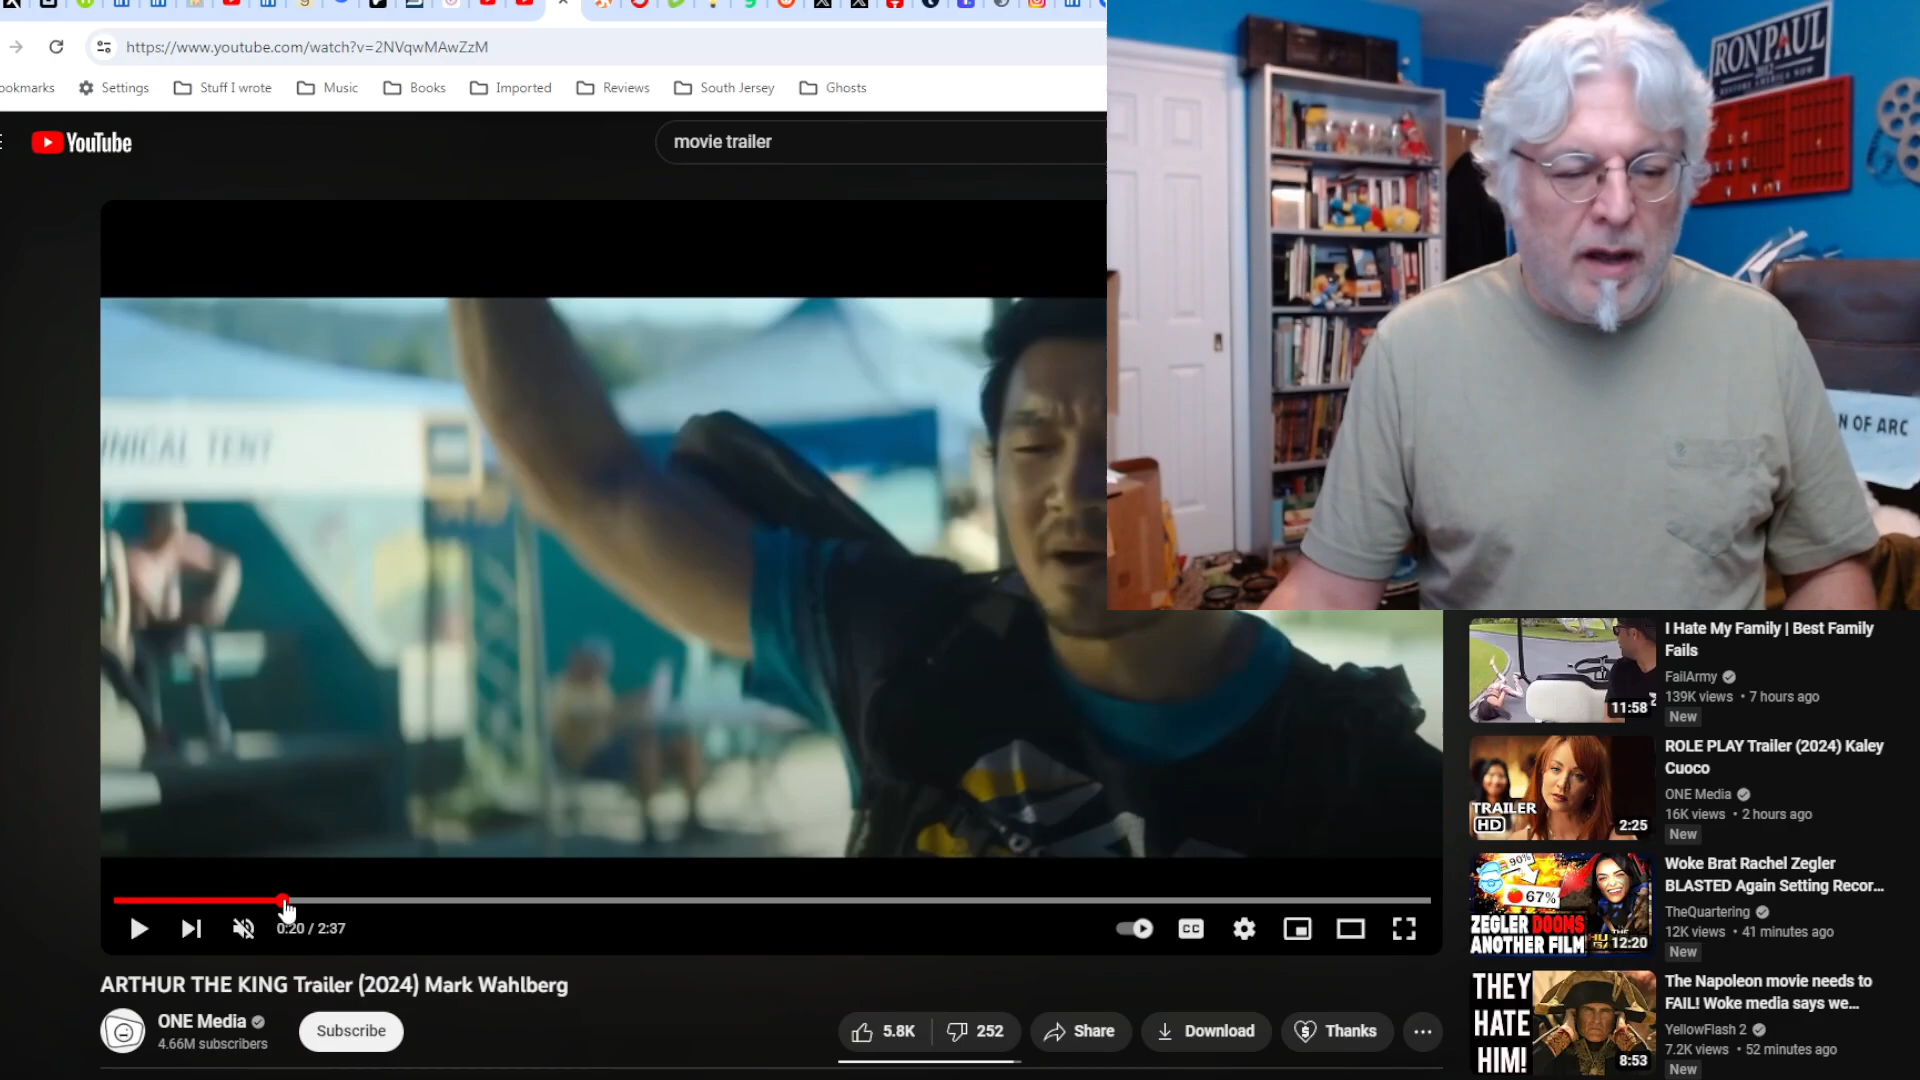 https://www.youtube.com/watch?v=2NVqwMAwZzM
ookmarks Settings Stuff I wrote Music Books Imported Reviews South Jersey Ghosts
YouTube
movie trailer
RON PAUL
2012
N OF ARC
NICAL TENT
0:20 / 2:37
CC
ARTHUR THE KING Trailer (2024) Mark Wahlberg
ONE Media
4.66M subscribers
Subscribe
5.8K
252
Share
Download
Thanks
11:58
I Hate My Family | Best Family
Fails
FailArmy
139K views • 7 hours ago
New
TRAILER
HD
2:25
ROLE PLAY Trailer (2024) Kaley
Cuoco
ONE Media
16K views • 2 hours ago
New
90%
67%
ZEGLER DOOMS
ANOTHER FILM
12:20
Woke Brat Rachel Zegler
BLASTED Again Setting Recor...
TheQuartering
12K views • 41 minutes ago
New
THEY
HATE
HIM!
8:53
The Napoleon movie needs to
FAIL! Woke media says we...
YellowFlash 2
7.2K views • 52 minutes ago
New